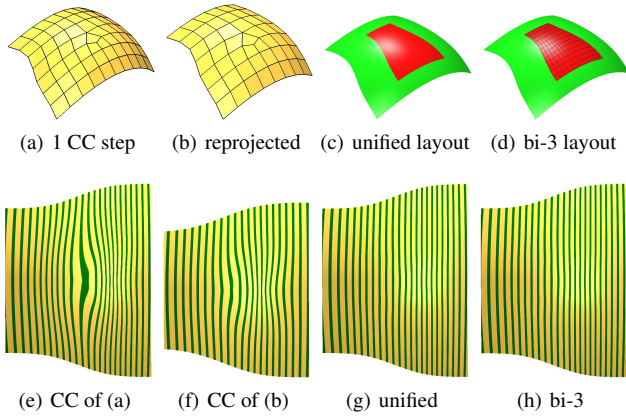 (a) 1 CC step (b) reprojected (c) unified layout (d) bi-3 layout
(e) CC of (a) (f) CC of (b) (g) unified (h) bi-3